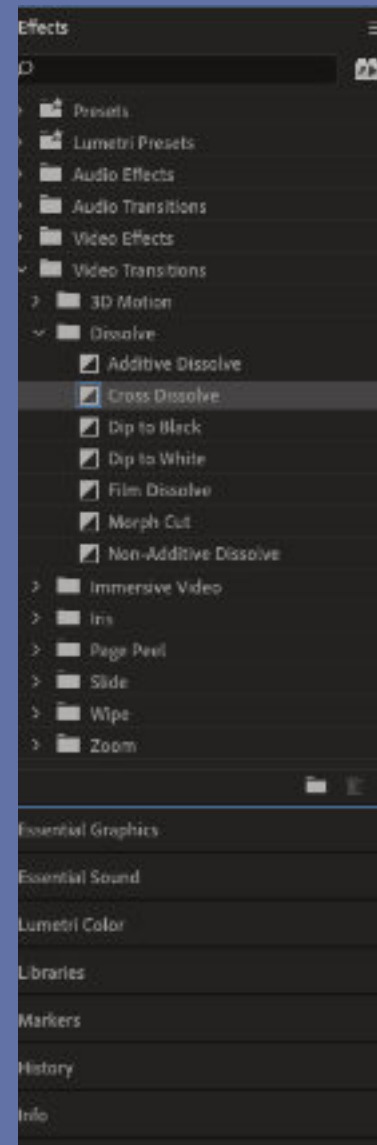 Effects
Presets
Lumetri Presets
Audio Effects
Audio Transitions
Video Effects
Video Transitions
3D Motion
Dissolve
Additive Dissolve
Cross Dissolve
Dip to Black
Dip to White
Film Dissolve
Morph Cut
Non-Additive Dissolve
Immersive Video
Iris
Page Peel
Slide
Wipe
Zoom
Essential Graphics
Essential Sound
Lumetri Color
Libraries
Markers
History
Info